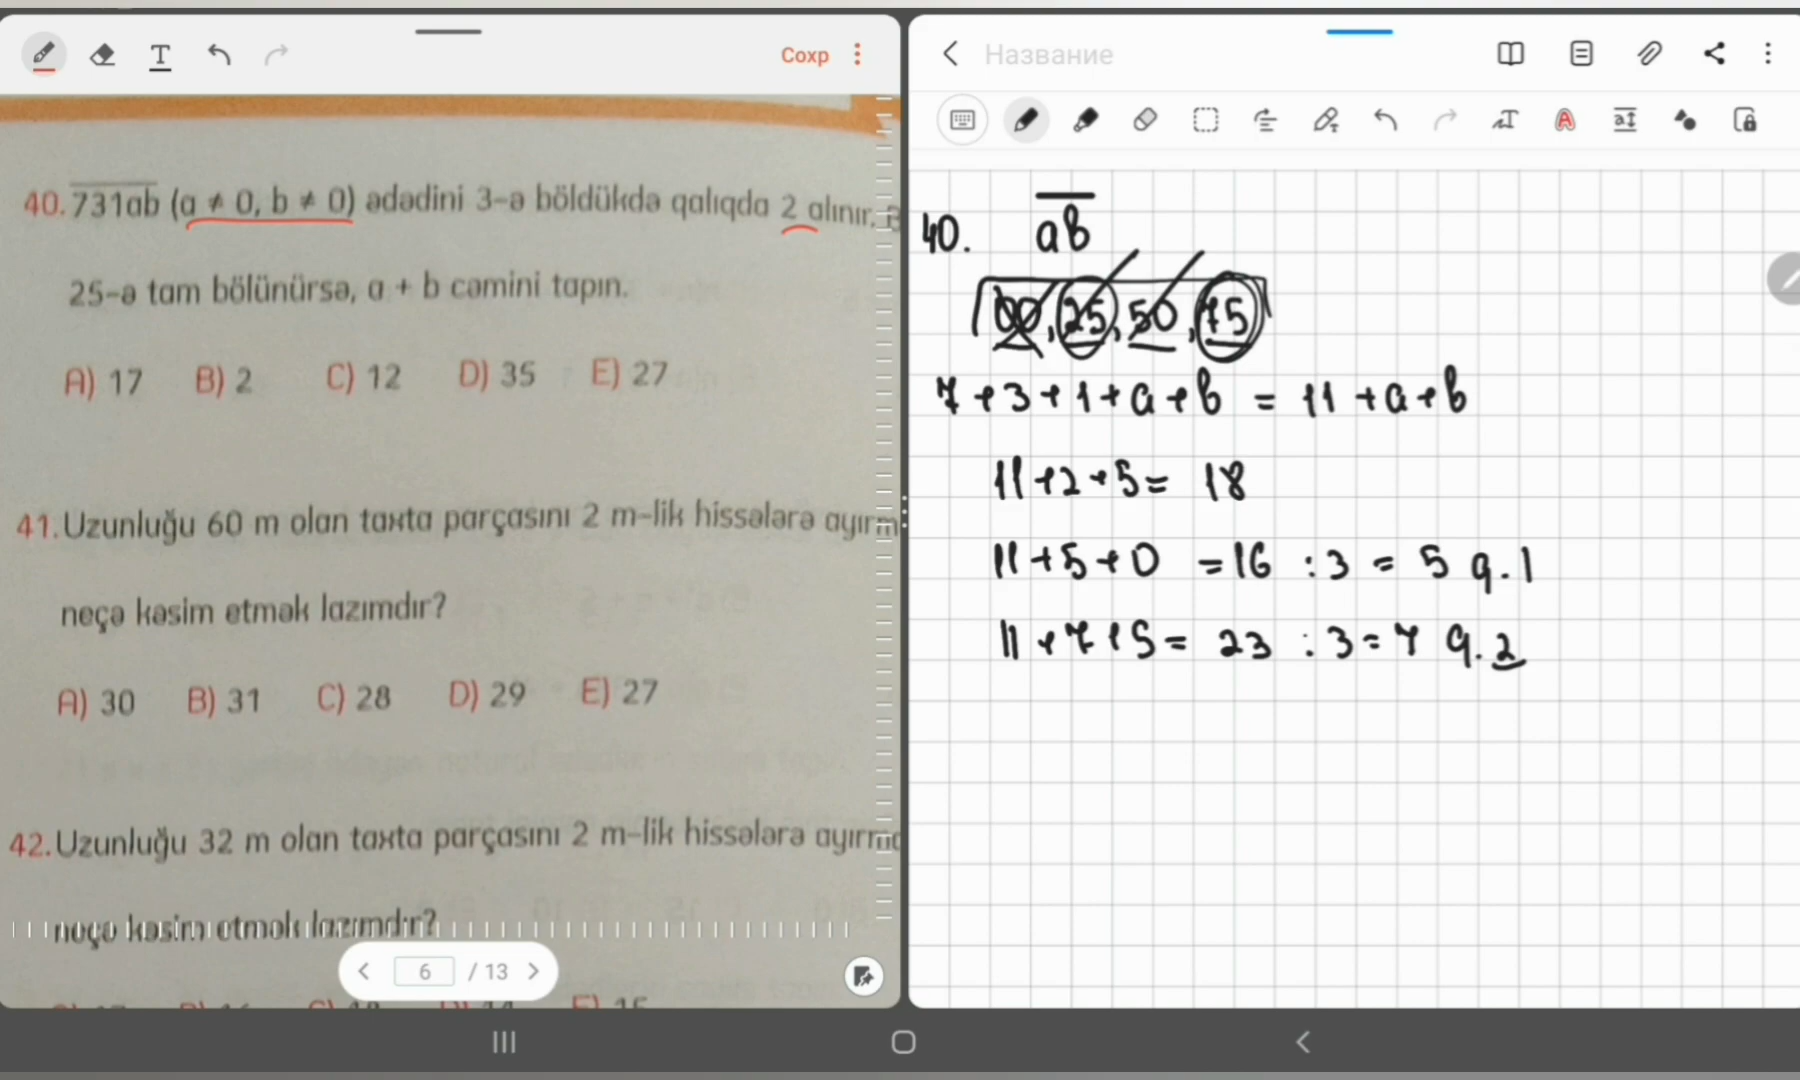 Сохр
40. 731ab (a ≠ 0, b ≠ 0) ədədini 3-ə böldükdə qalıqda 2 alınır.
25-ə tam bölünürsə, a + b cəmini tapın.
A) 17 B) 2 C) 12 D) 35 E) 27
41. Uzunluğu 60 m olan taxta parçasını 2 m-lik hissələrə ayırm
neçə kəsim etmək lazımdır?
A) 30 B) 31 C) 28 D) 29 E) 27
42. Uzunluğu 32 m olan taxta parçasını 2 m-lik hissələrə ayırma
neçə kəsim etmək lazımdır?
6 / 13
Название
40. ab
00, 25, 50, 75
7+3+1+a+b = 11+a+b
11+2+5= 18
11+5+0 =16 :3 = 5 q. 1
11+7+5= 23 :3=7 q. 2